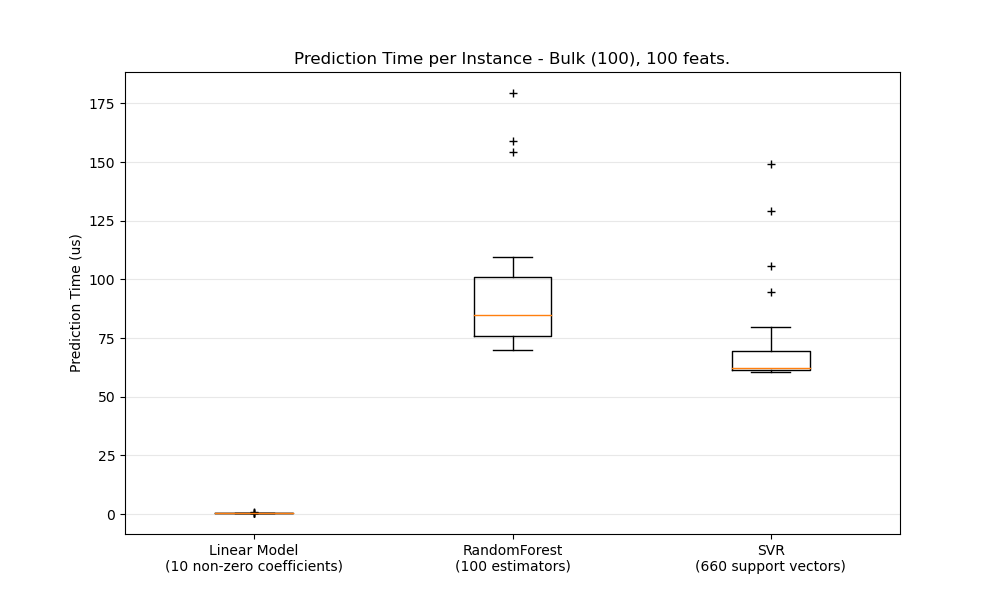 Prediction Time per Instance - Bulk (100), 100 feats.
175
150
125
100
75
50
25
0
Prediction Time (us)
Linear Model
(10 non-zero coefficients)
RandomForest
(100 estimators)
SVR
(660 support vectors)